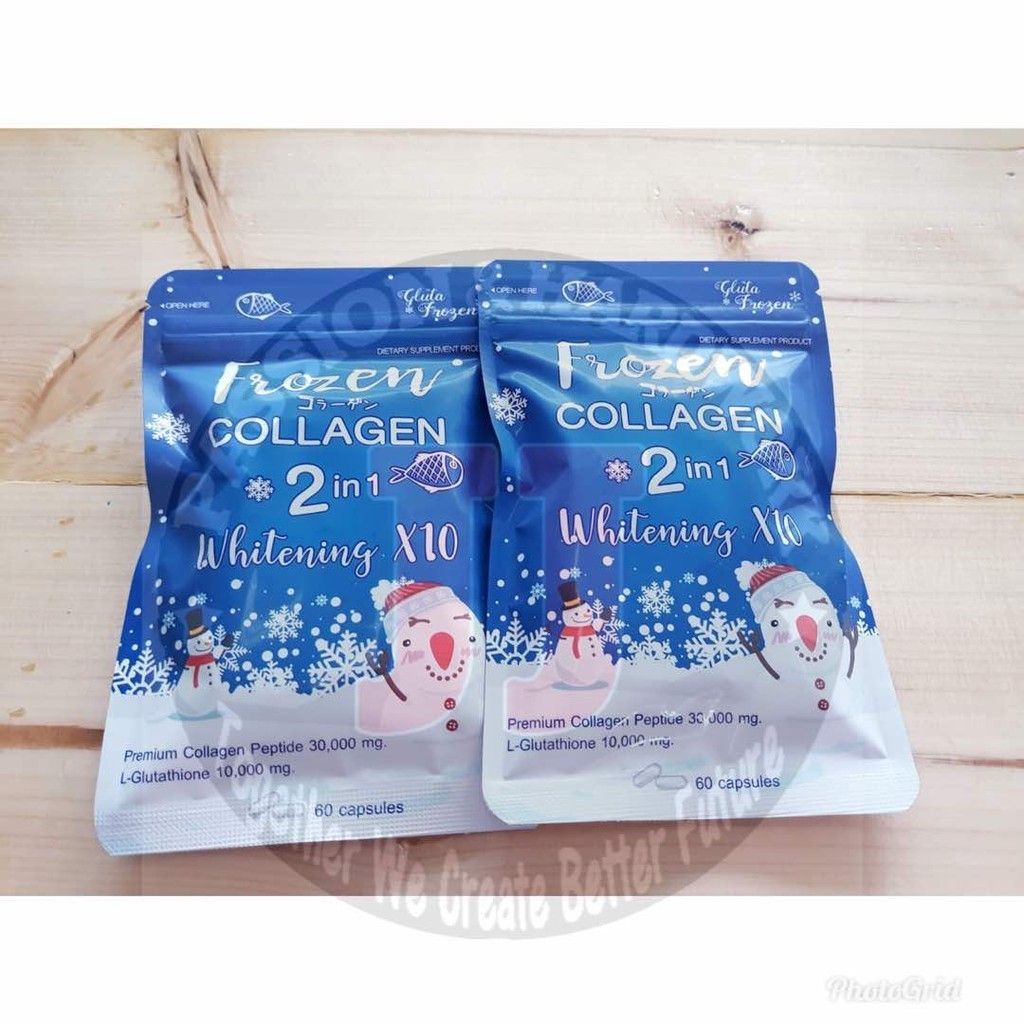 OPEN HERE
Gluta
Frozen
DIETARY SUPPLEMENT PROD
Frozen
コラーゲン
COLLAGEN
2 in 1
Whitening X10
Premium Collagen Peptide 30,000 mg.
L-Glutathione 10,000 mg.
60 capsules
OPEN HERE
Gluta
Frozen
DIETARY SUPPLEMENT PRODUCT
Frozen
コラーゲン
COLLAGEN
2 in 1
Whitening X10
Premium Collagen Peptide 30,000 mg.
L-Glutathione 10,000 mg.
60 capsules
Together We Create Better Future
PhotoGrid